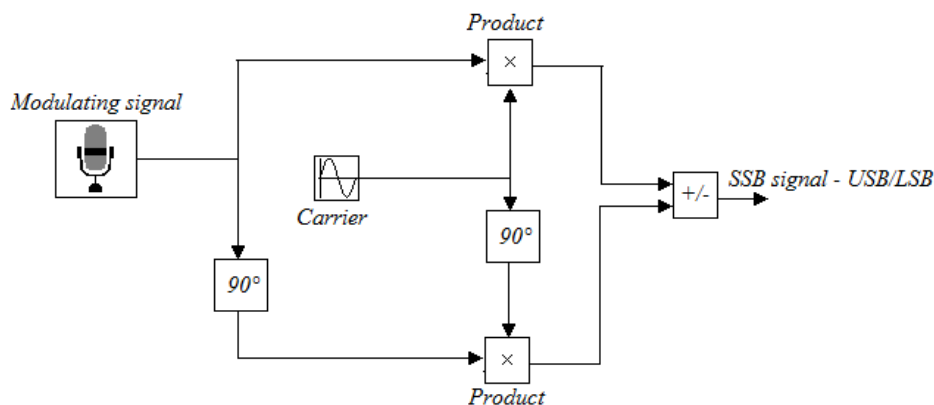 Product
×
Modulating signal
Carrier
90°
90°
+/-
SSB signal - USB/LSB
×
Product